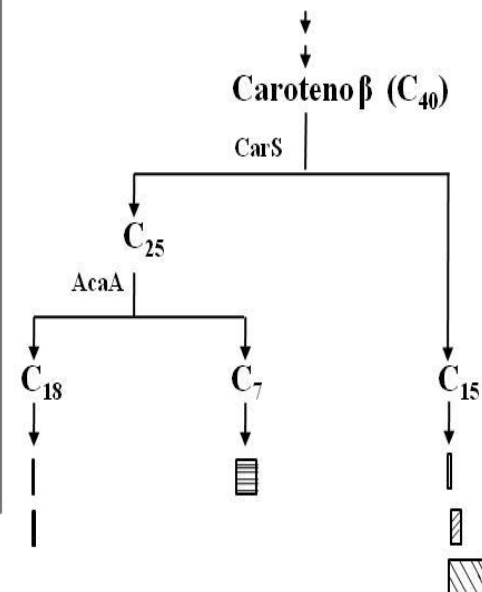 Caroteno β (C₄₀)
CarS
C₂₅
AcaA
C₁₈ C₇ C₁₅